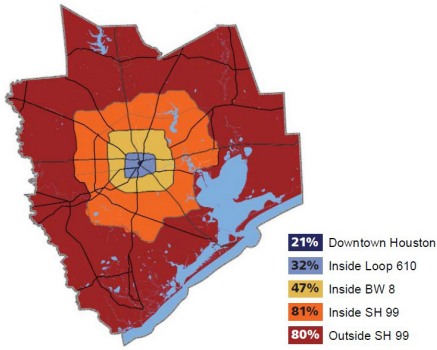 21% Downtown Houston
32% Inside Loop 610
47% Inside BW 8
81% Inside SH 99
80% Outside SH 99